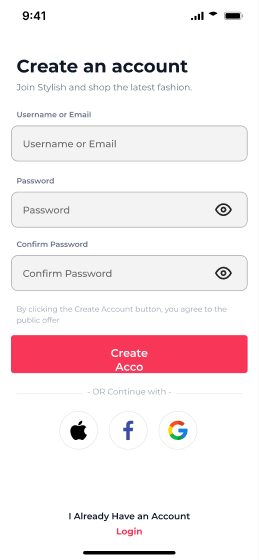 9:41
Create an account
Join Stylish and shop the latest fashion.
Username or Email
Username or Email
Password
Password
Confirm Password
Confirm Password
By clicking the Create Account button, you agree to the
public offer
Create
Acco
- OR Continue with -
I Already Have an Account
Login